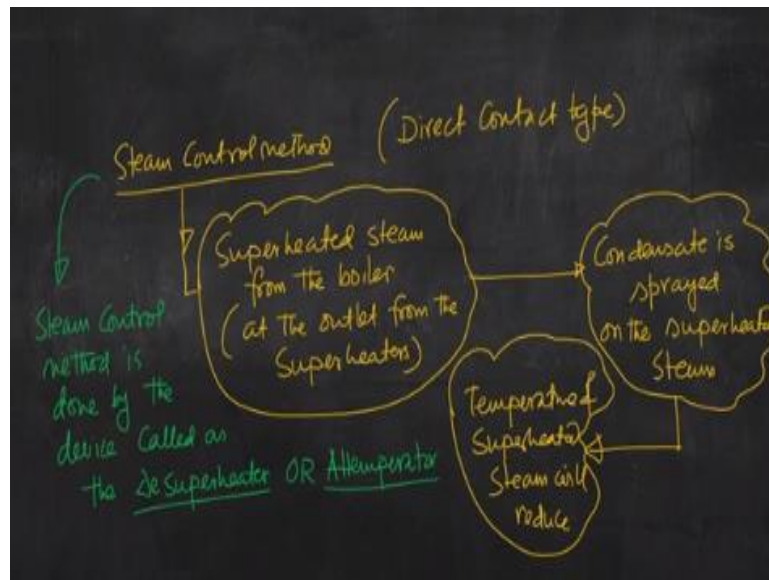 Steam Control method (Direct Contact type)
Superheated steam
from the boiler
(at the outlet from the
Superheaters)
Condensate is
sprayed
on the superheated
Steam
Temperature of
Superheated
Steam will
reduce
Steam Control
method is
done by the
device Called as
the Desuperheater OR Attemperator